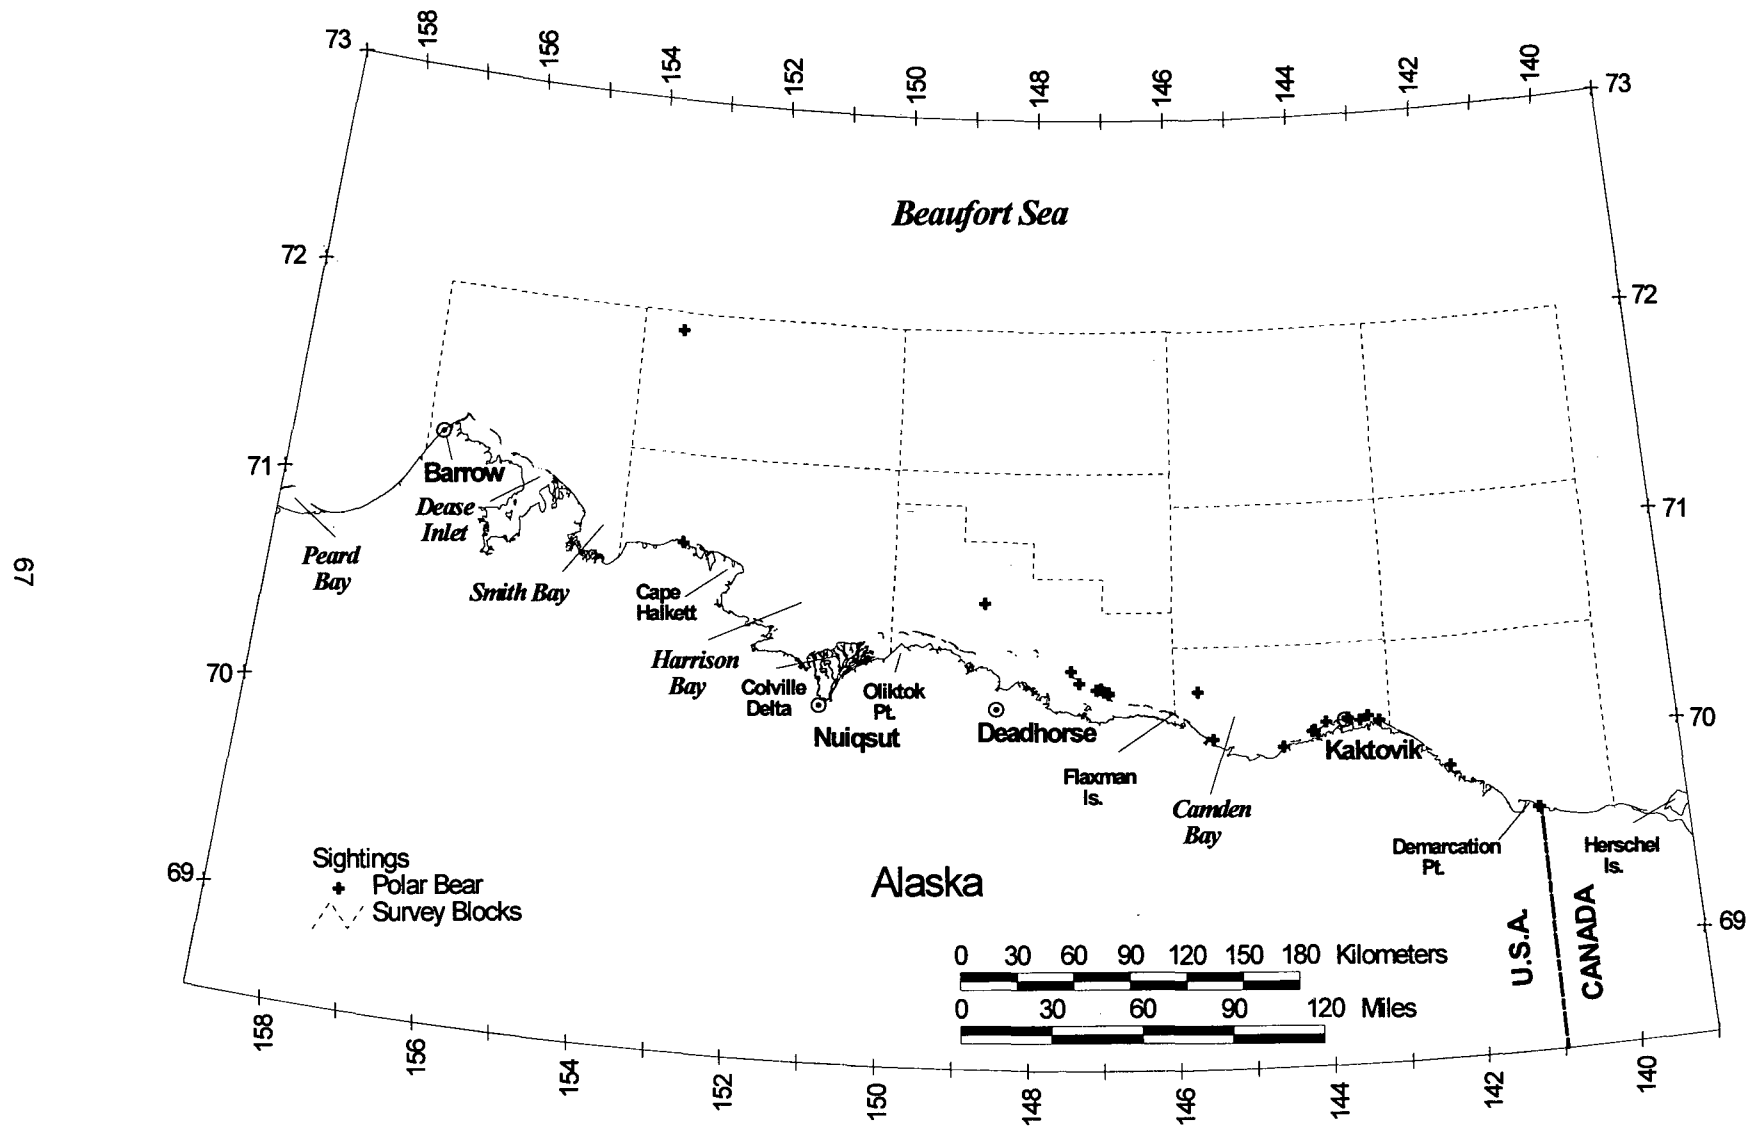 158
156
154
152
150
148
146
144
142
140
73
73
Beaufort Sea
72
72
71
71
Barrow
Dease
Inlet
Peard
Bay
Smith Bay
Cape
Halkett
Harrison
Bay
Colville
Delta
Oliktok
Pt.
Nuiqsut
Deadhorse
Flaxman
Is.
Camden
Bay
Kaktovik
70
70
Demarcation
Pt.
Herschel
Is.
67
Sightings
Polar Bear
Survey Blocks
Alaska
69
69
U.S.A.
CANADA
0 30 60 90 120 150 180 Kilometers
0 30 60 90 120 Miles
158
156
154
152
150
148
146
144
142
140